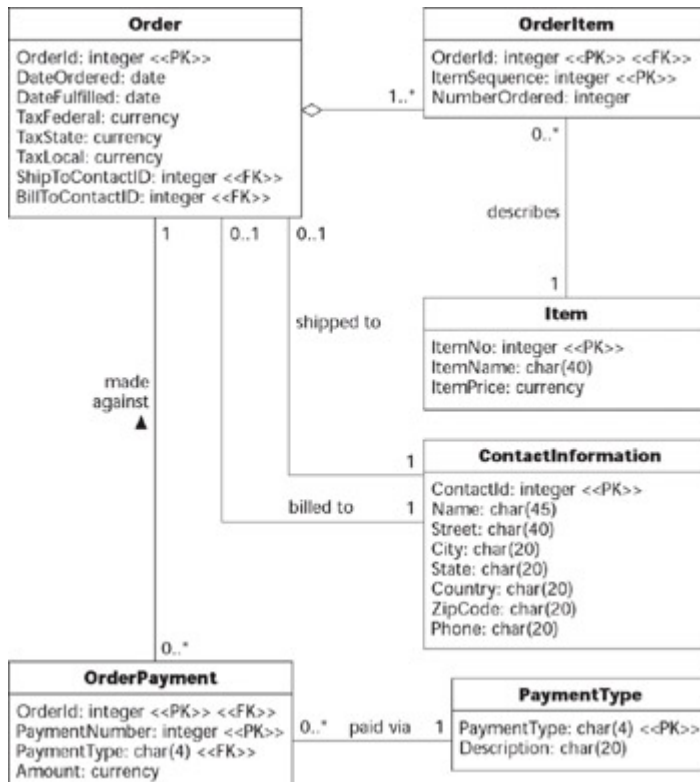 Order
OrderId: integer <<PK>>
DateOrdered: date
DateFulfilled: date
TaxFederal: currency
TaxState: currency
TaxLocal: currency
ShipToContactID: integer <<FK>>
BillToContactID: integer <<FK>>
1..*
OrderItem
OrderId: integer <<PK>> <<FK>>
ItemSequence: integer <<PK>>
NumberOrdered: integer
0..*
describes
1
Item
ItemNo: integer <<PK>>
ItemName: char(40)
ItemPrice: currency
1
0..1
0..1
shipped to
1
made
against
billed to
1
ContactInformation
ContactId: integer <<PK>>
Name: char(45)
Street: char(40)
City: char(20)
State: char(20)
Country: char(20)
ZipCode: char(20)
Phone: char(20)
0..*
OrderPayment
OrderId: integer <<PK>> <<FK>>
PaymentNumber: integer <<PK>>
PaymentType: char(4) <<FK>>
Amount: currency
0..*
paid via
1
PaymentType
PaymentType: char(4) <<PK>>
Description: char(20)